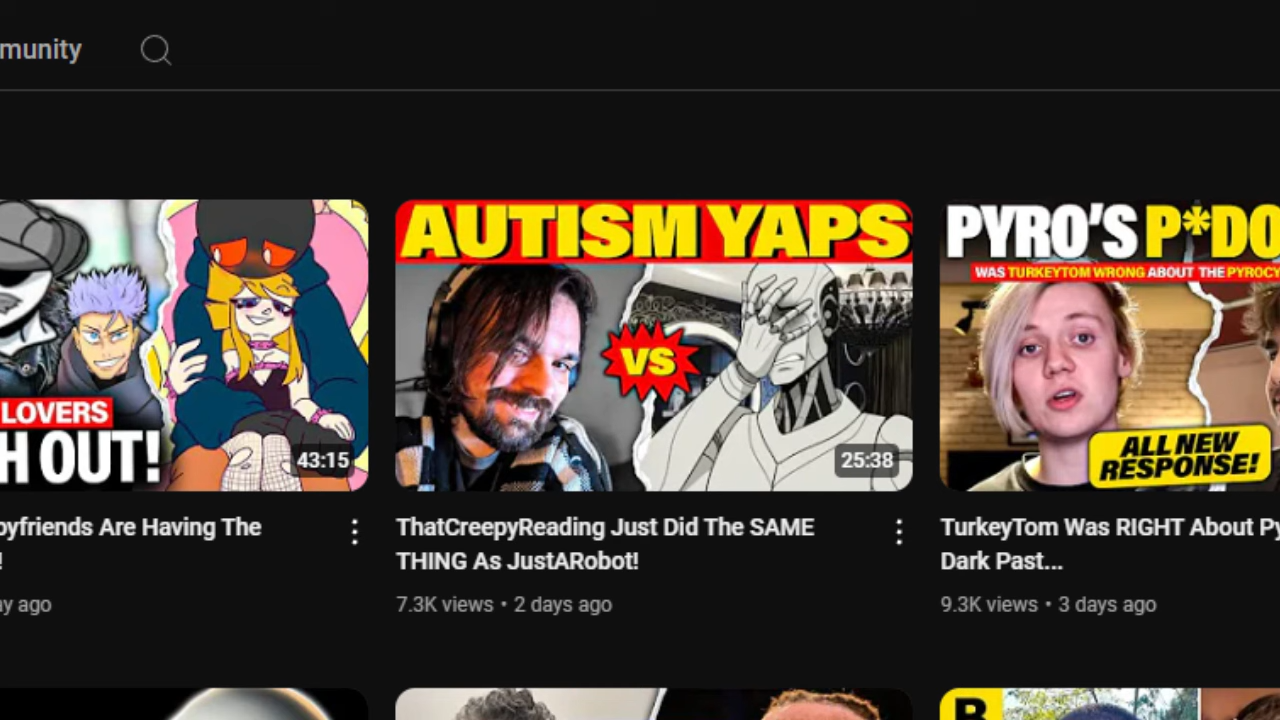 munity
LOVERS
H OUT!
43:15
AUTISM YAPS
VS
25:38
PYRO'S P*DO
WAS TURKEYTOM WRONG ABOUT THE PYROCY
ALL NEW
RESPONSE!
oyfriends Are Having The
!
ay ago
ThatCreepyReading Just Did The SAME
THING As JustARobot!
7.3K views • 2 days ago
TurkeyTom Was RIGHT About Py
Dark Past...
9.3K views • 3 days ago
R